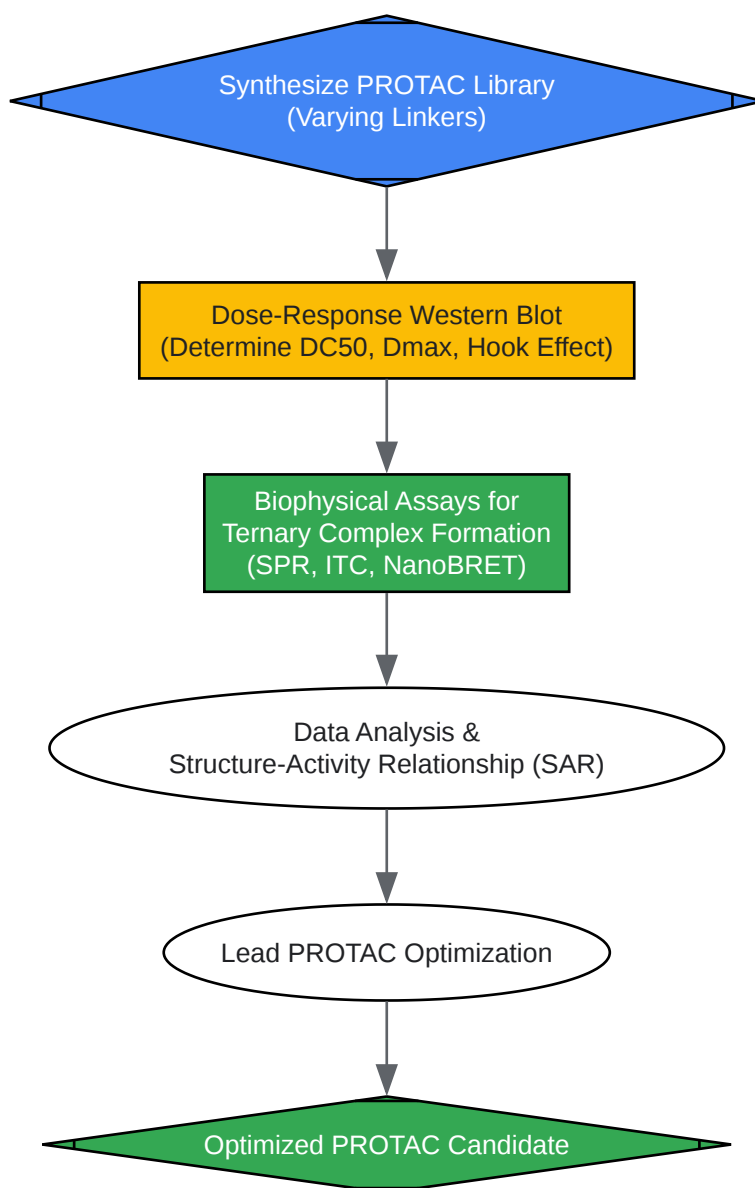 Synthesize PROTAC Library
(Varying Linkers)
Dose-Response Western Blot
(Determine DC50, Dmax, Hook Effect)
Biophysical Assays for
Ternary Complex Formation
(SPR, ITC, NanoBRET)
Data Analysis &
Structure-Activity Relationship (SAR)
Lead PROTAC Optimization
Optimized PROTAC Candidate